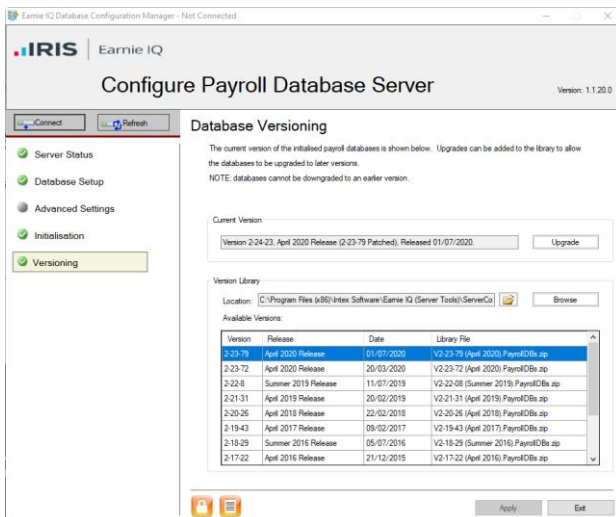 Earnie IQ Database Configuration Manager - Not Connected
IRIS Earnie IQ
Configure Payroll Database Server
Version: 1.1.20.0
Connect Refresh
Server Status
Database Setup
Advanced Settings
Initialisation
Versioning
Database Versioning
The current version of the initialised payroll databases is shown below. Upgrades can be added to the library to allow
the databases to be upgraded to later versions.
NOTE: databases cannot be downgraded to an earlier version.
Current Version
Version 2-24-23, April 2020 Release (2-23-79 Patched), Released 01/07/2020. Upgrade
Version Library
Location: C:\Program Files (x86)\Intex Software\Earnie IQ (Server Tools)\ServerCo Browse
Available Versions:
Version Release Date Library File
2-23-79 April 2020 Release 01/07/2020 V2-23-79 (April 2020).PayrollDBs.zip
2-23-72 April 2020 Release 20/03/2020 V2-23-72 (April 2020).PayrollDBs.zip
2-22-8 Summer 2019 Release 11/07/2019 V2-22-08 (Summer 2019).PayrollDBs.zip
2-21-31 April 2019 Release 20/02/2019 V2-21-31 (April 2019).PayrollDBs.zip
2-20-26 April 2018 Release 22/02/2018 V2-20-26 (April 2018).PayrollDBs.zip
2-19-43 April 2017 Release 09/02/2017 V2-19-43 (April 2017).PayrollDBs.zip
2-18-29 Summer 2016 Release 05/07/2016 V2-18-29 (Summer 2016).PayrollDBs.zip
2-17-22 April 2016 Release 21/12/2015 V2-17-22 (April 2016).PayrollDBs.zip
Apply Exit